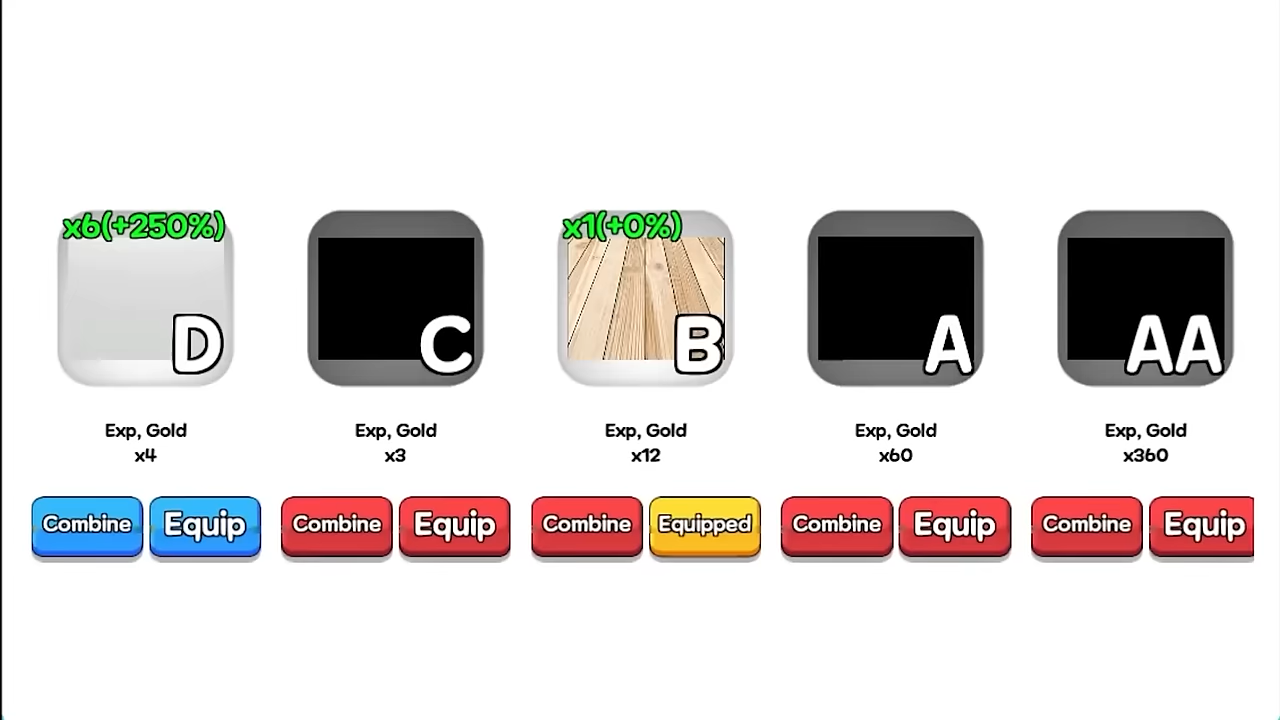 x6(+250%)
D
C
x1(+0%)
B
A
AA
Exp, Gold
x4
Exp, Gold
x3
Exp, Gold
x12
Exp, Gold
x60
Exp, Gold
x360
Combine
Equip
Combine
Equip
Combine
Equipped
Combine
Equip
Combine
Equip